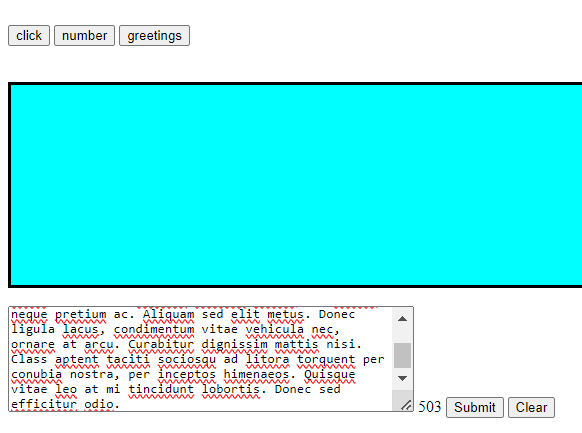 click number greetings
neque pretium ac. Aliquam sed elit metus. Donec
ligula lacus, condimentum vitae vehicula nec,
ornare at arcu. Curabitur dignissim mattis nisi.
Class aptent taciti sociosqu ad litora torquent per
conubia nostra, per inceptos himenaeos. Quisque
vitae leo at mi tincidunt lobortis. Donec sed
efficitur odio.
503 Submit Clear